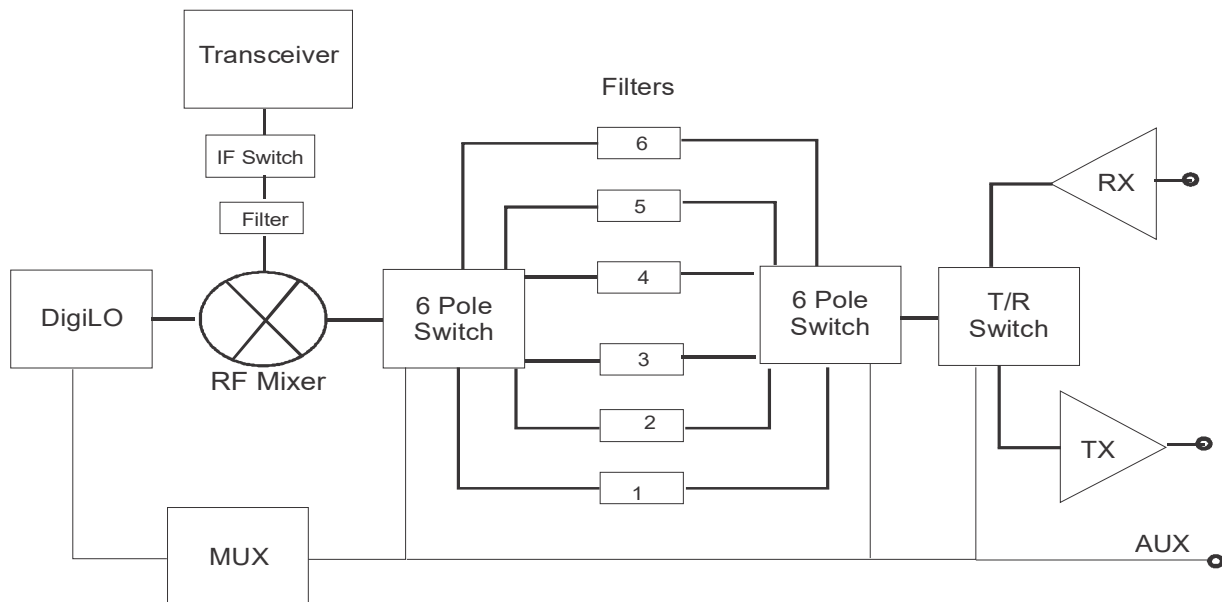 Transceiver
IF Switch
Filter
DigiLO
RF Mixer
6 Pole
Switch
Filters
6
5
4
3
2
1
6 Pole
Switch
T/R
Switch
RX
TX
MUX
AUX